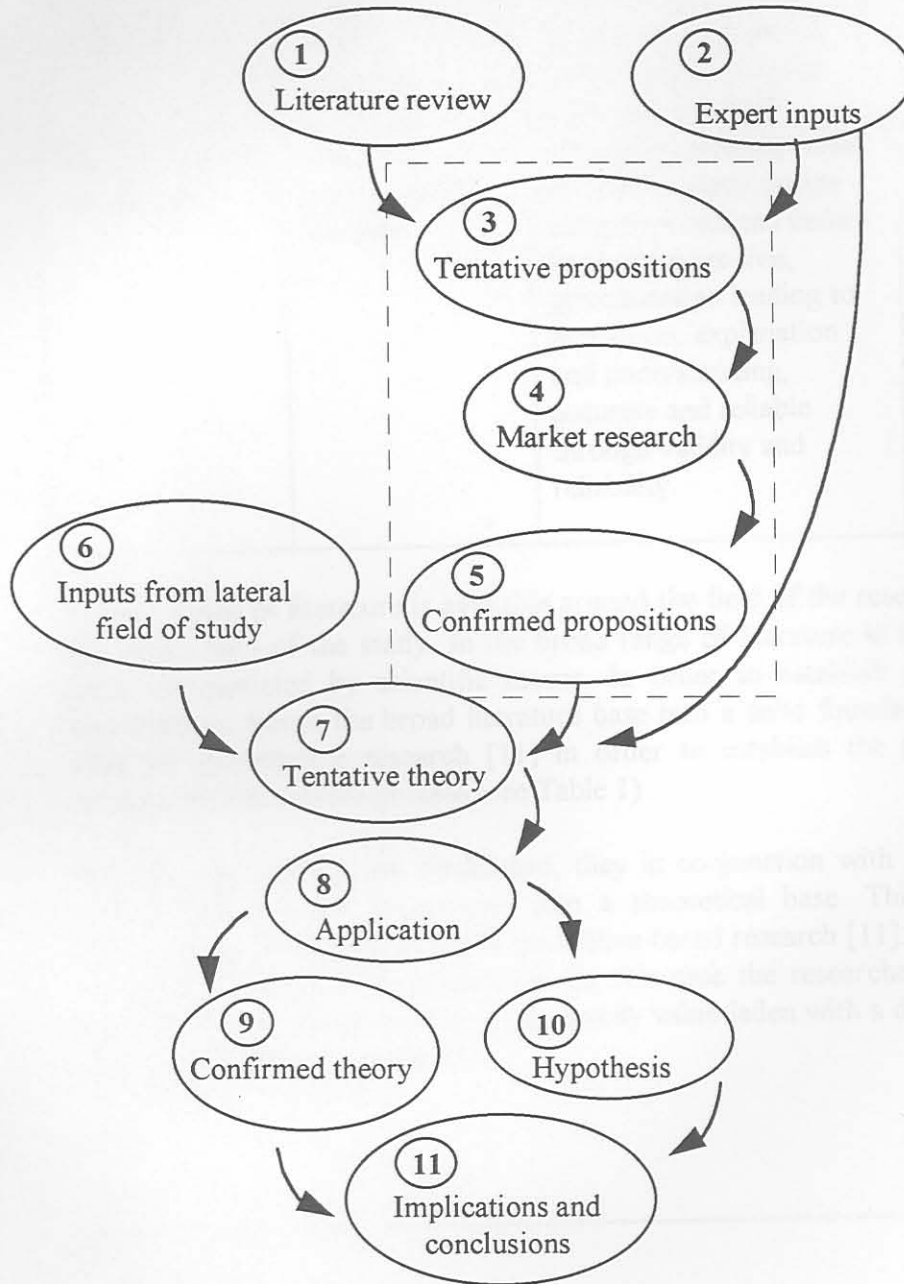 1
Literature review
2
Expert inputs
3
Tentative propositions
4
Market research
5
Confirmed propositions
6
Inputs from lateral
field of study
7
Tentative theory
8
Application
9
Confirmed theory
10
Hypothesis
11
Implications and
conclusions